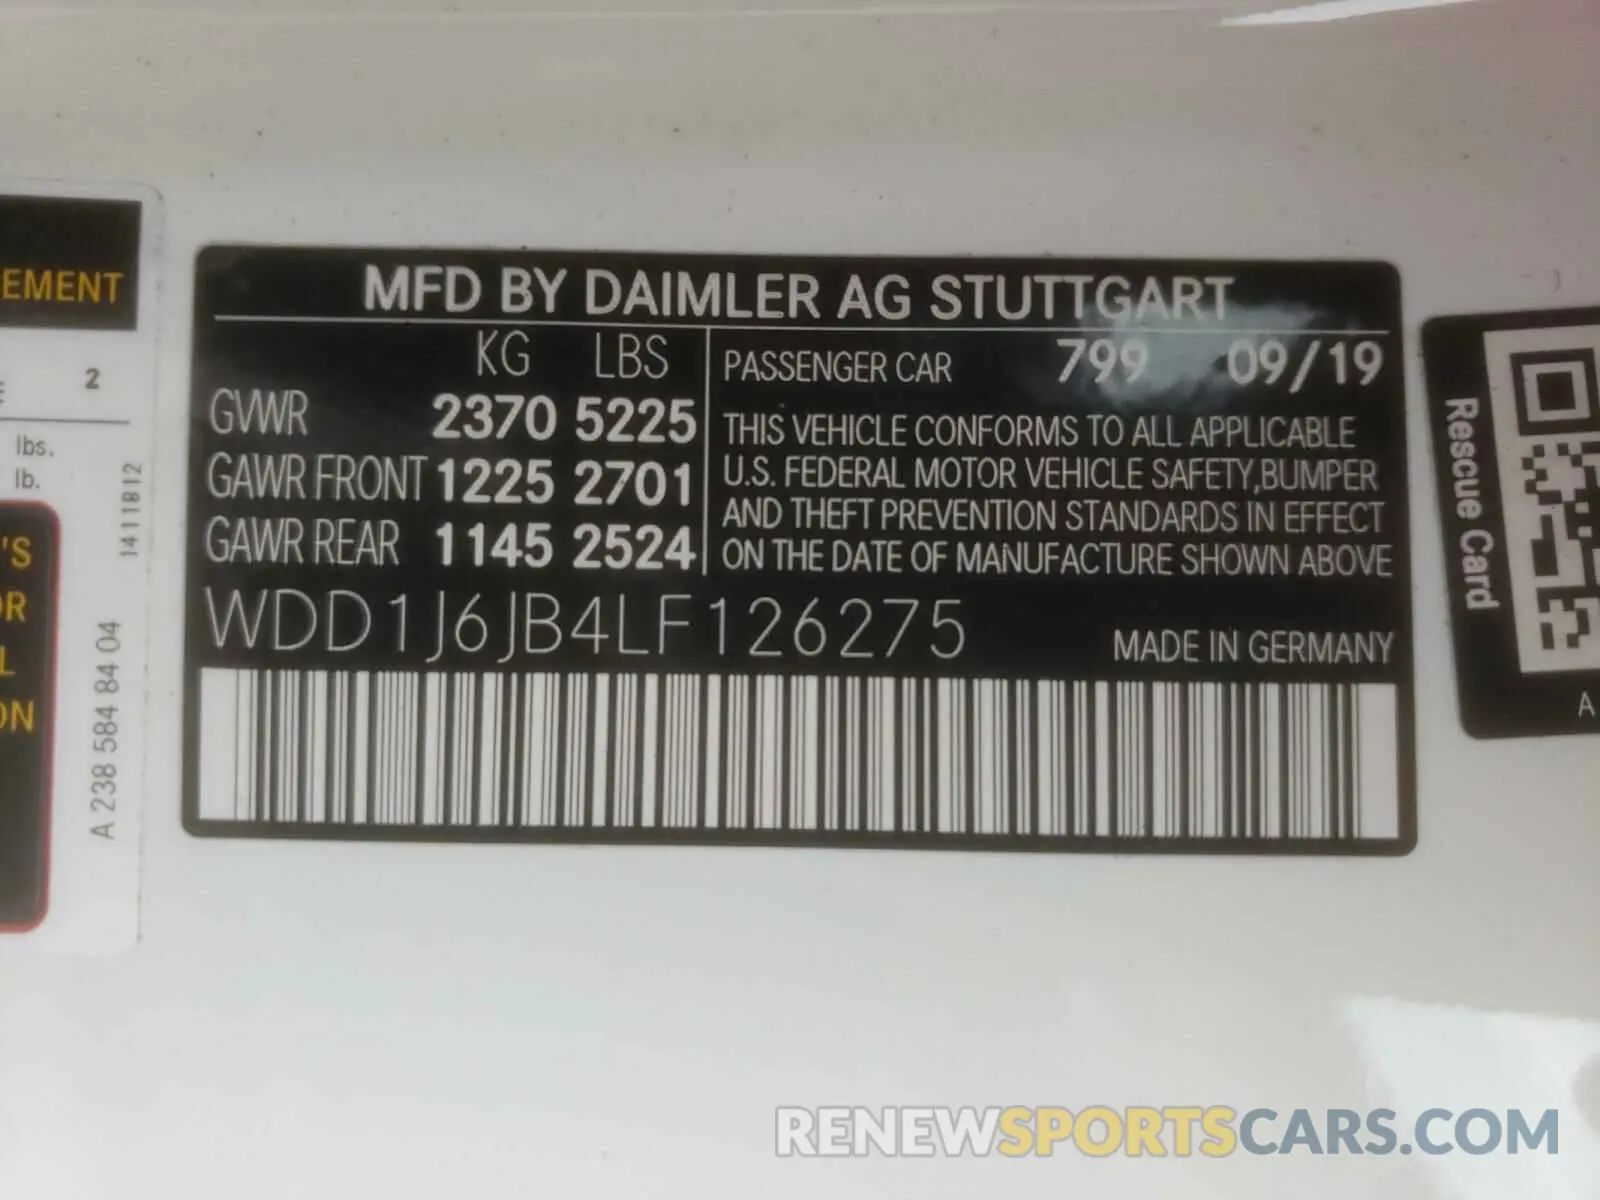 EMENT
2
lbs.
lb.
'S
OR
L
ON
1411812
A 238 584 84 04
MFD BY DAIMLER AG STUTTGART
KG LBS
GVWR 2370 5225
GAWR FRONT 1225 2701
GAWR REAR 1145 2524
PASSENGER CAR 799 09/19
THIS VEHICLE CONFORMS TO ALL APPLICABLE
U.S. FEDERAL MOTOR VEHICLE SAFETY,BUMPER
AND THEFT PREVENTION STANDARDS IN EFFECT
ON THE DATE OF MANUFACTURE SHOWN ABOVE
WDD1J6JB4LF126275
MADE IN GERMANY
Rescue Card
A
RENEWSPORTSCARS.COM